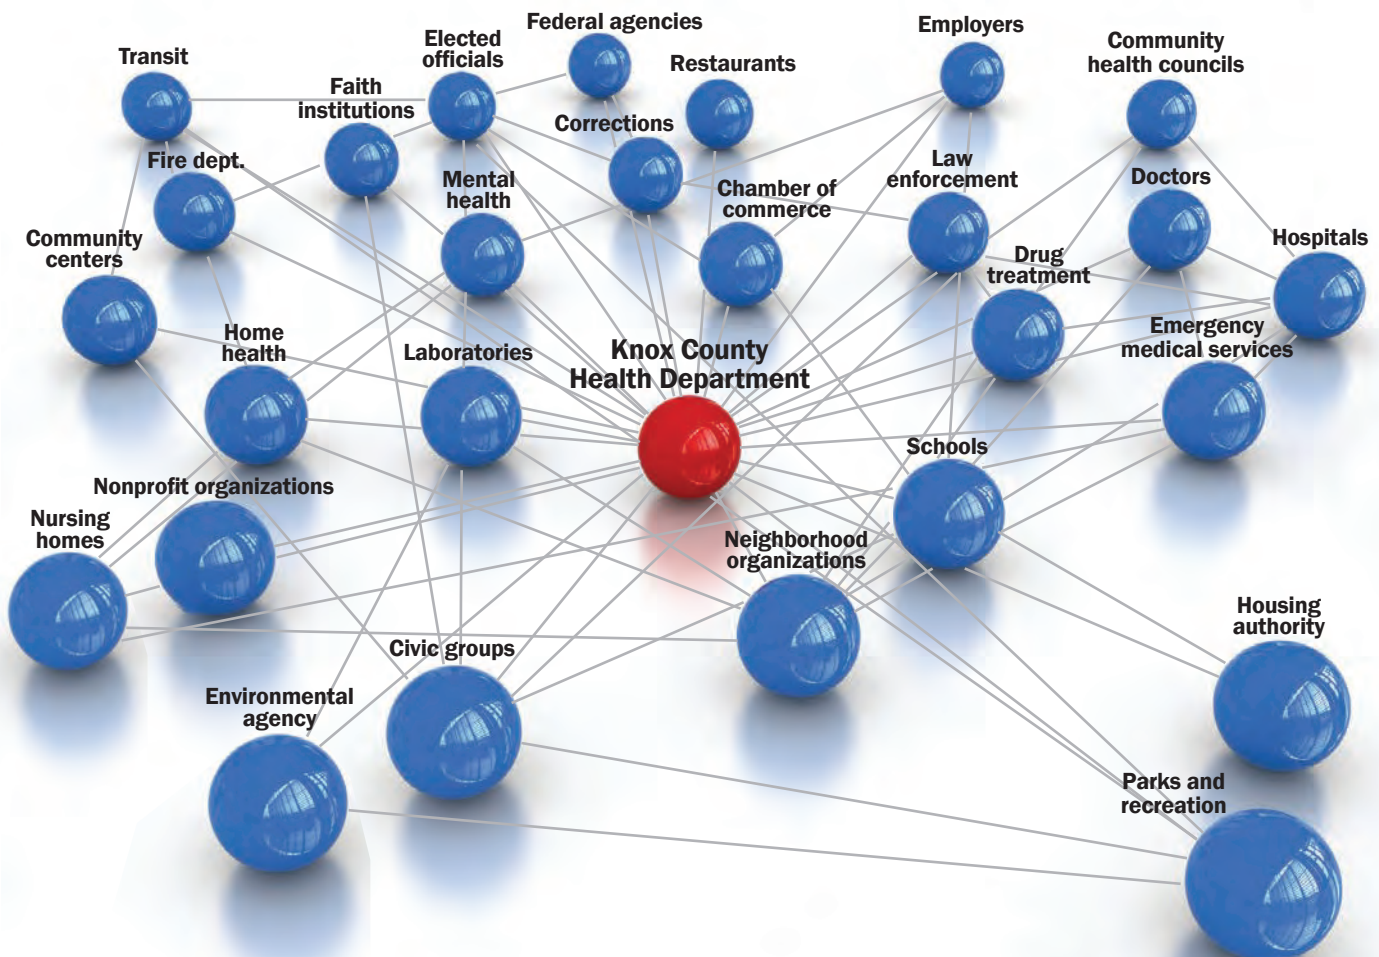 Federal agencies
Employers
Elected
officials
Community
health councils
Transit
Restaurants
Faith
institutions
Corrections
Fire dept.
Law
enforcement
Doctors
Mental
health
Chamber of
commerce
Community
centers
Hospitals
Drug
treatment
Home
health
Laboratories
Knox County
Health Department
Emergency
medical services
Schools
Nonprofit organizations
Nursing
homes
Neighborhood
organizations
Housing
authority
Civic groups
Environmental
agency
Parks and
recreation